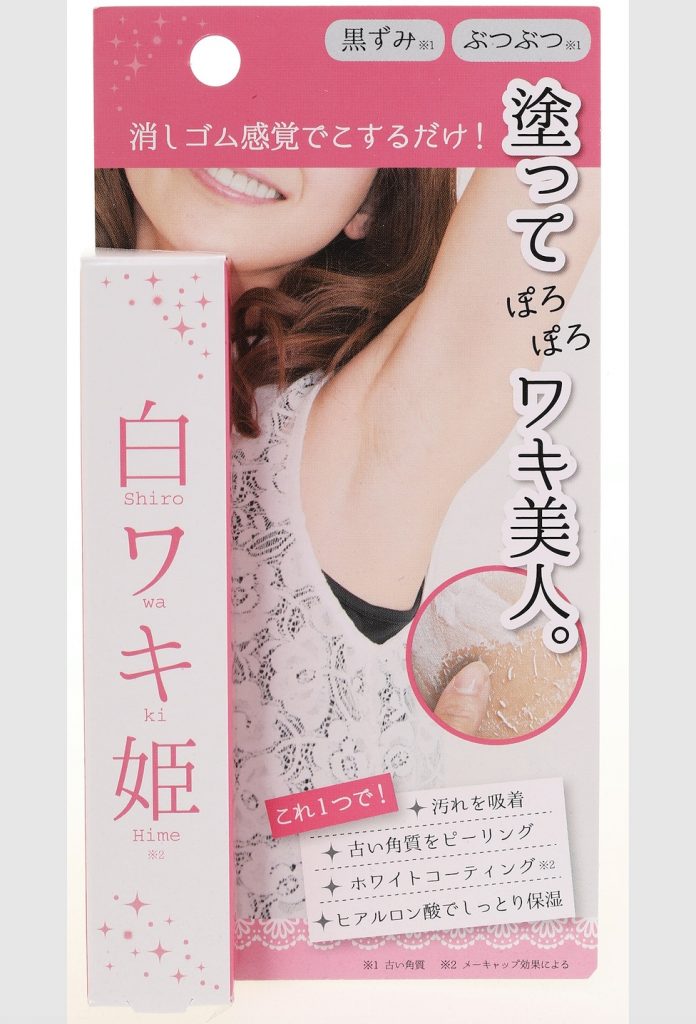 黒ずみ※1
ぶつぶつ※1
消しゴム感覚でこするだけ！
塗って
ぽろ
ぽろ
ワキ美人。
白
Shiro
ワ
wa
キ
ki
姫
Hime
※2
これ1つで！
汚れを吸着
古い角質をピーリング
ホワイトコーティング※2
ヒアルロン酸でしっとり保湿
※1 古い角質 ※2 メーキャップ効果による